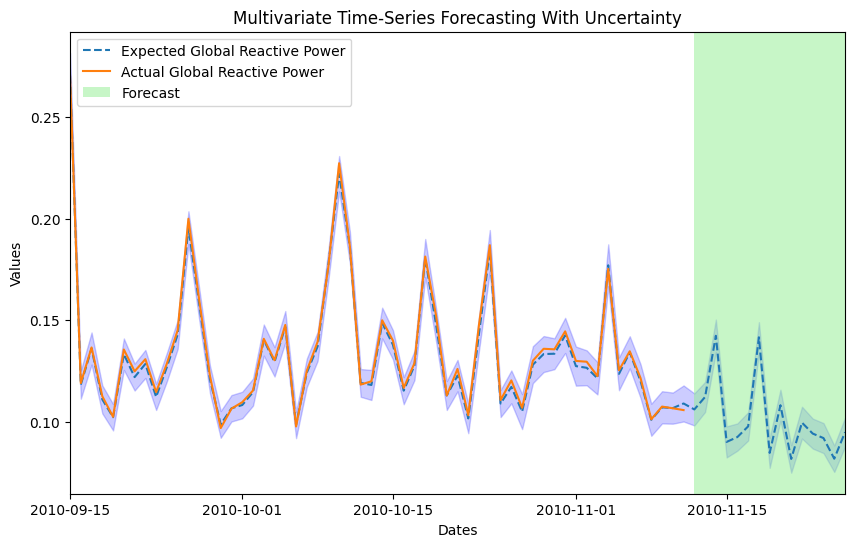 Multivariate Time-Series Forecasting With Uncertainty
Expected Global Reactive Power
Actual Global Reactive Power
Forecast
0.25
0.20
0.15
0.10
Values
2010-09-15
2010-10-01
2010-10-15
2010-11-01
2010-11-15
Dates